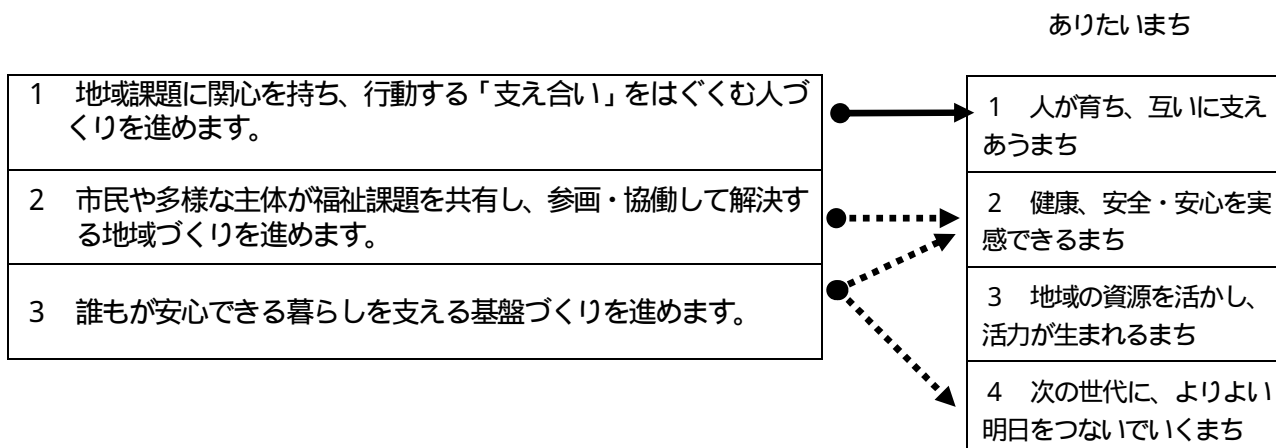 ありたいまち
1 地域課題に関心を持ち、行動する「支え合い」をはぐくむ人づ
くりを進めます。
2 市民や多様な主体が福祉課題を共有し、参画・協働して解決す
る地域づくりを進めます。
3 誰もが安心できる暮らしを支える基盤づくりを進めます。
1 人が育ち、互いに支え
あうまち
2 健康、安全・安心を実
感できるまち
3 地域の資源を活かし、
活力が生まれるまち
4 次の世代に、よりよい
明日をつないでいくまち